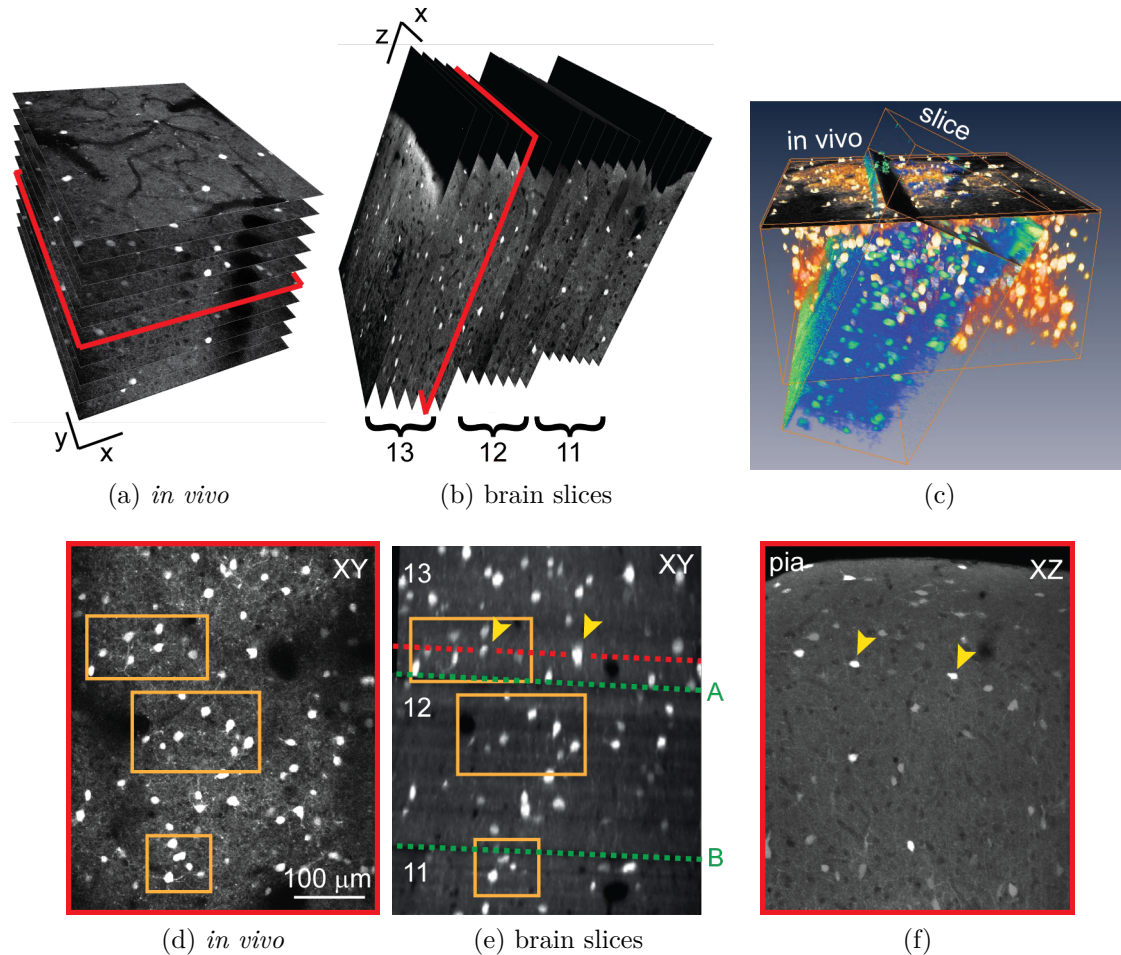 x
z
y
x
13
12
11
(a) in vivo
(b) brain slices
in vivo
slice
(c)
XY
100 μm
(d) in vivo
13
XY
A
12
B
11
(e) brain slices
pia
XZ
(f)